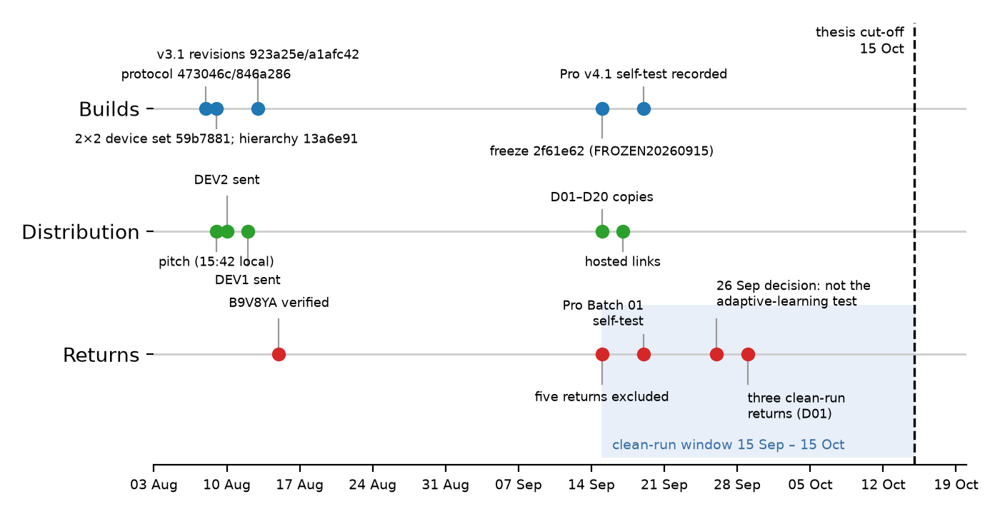 thesis cut-off
15 Oct
v3.1 revisions 923a25e/a1afc42
protocol 473046c/846a286
Pro v4.1 self-test recorded
Builds
2×2 device set 59b7881; hierarchy 13a6e91
freeze 2f61e62 (FROZEN20260915)
DEV2 sent
D01–D20 copies
Distribution
pitch (15:42 local)
hosted links
DEV1 sent
B9V8YA verified
Pro Batch 01
self-test
26 Sep decision: not the
adaptive-learning test
Returns
five returns excluded
three clean-run
returns (D01)
clean-run window 15 Sep – 15 Oct
03 Aug
10 Aug
17 Aug
24 Aug
31 Aug
07 Sep
14 Sep
21 Sep
28 Sep
05 Oct
12 Oct
19 Oct